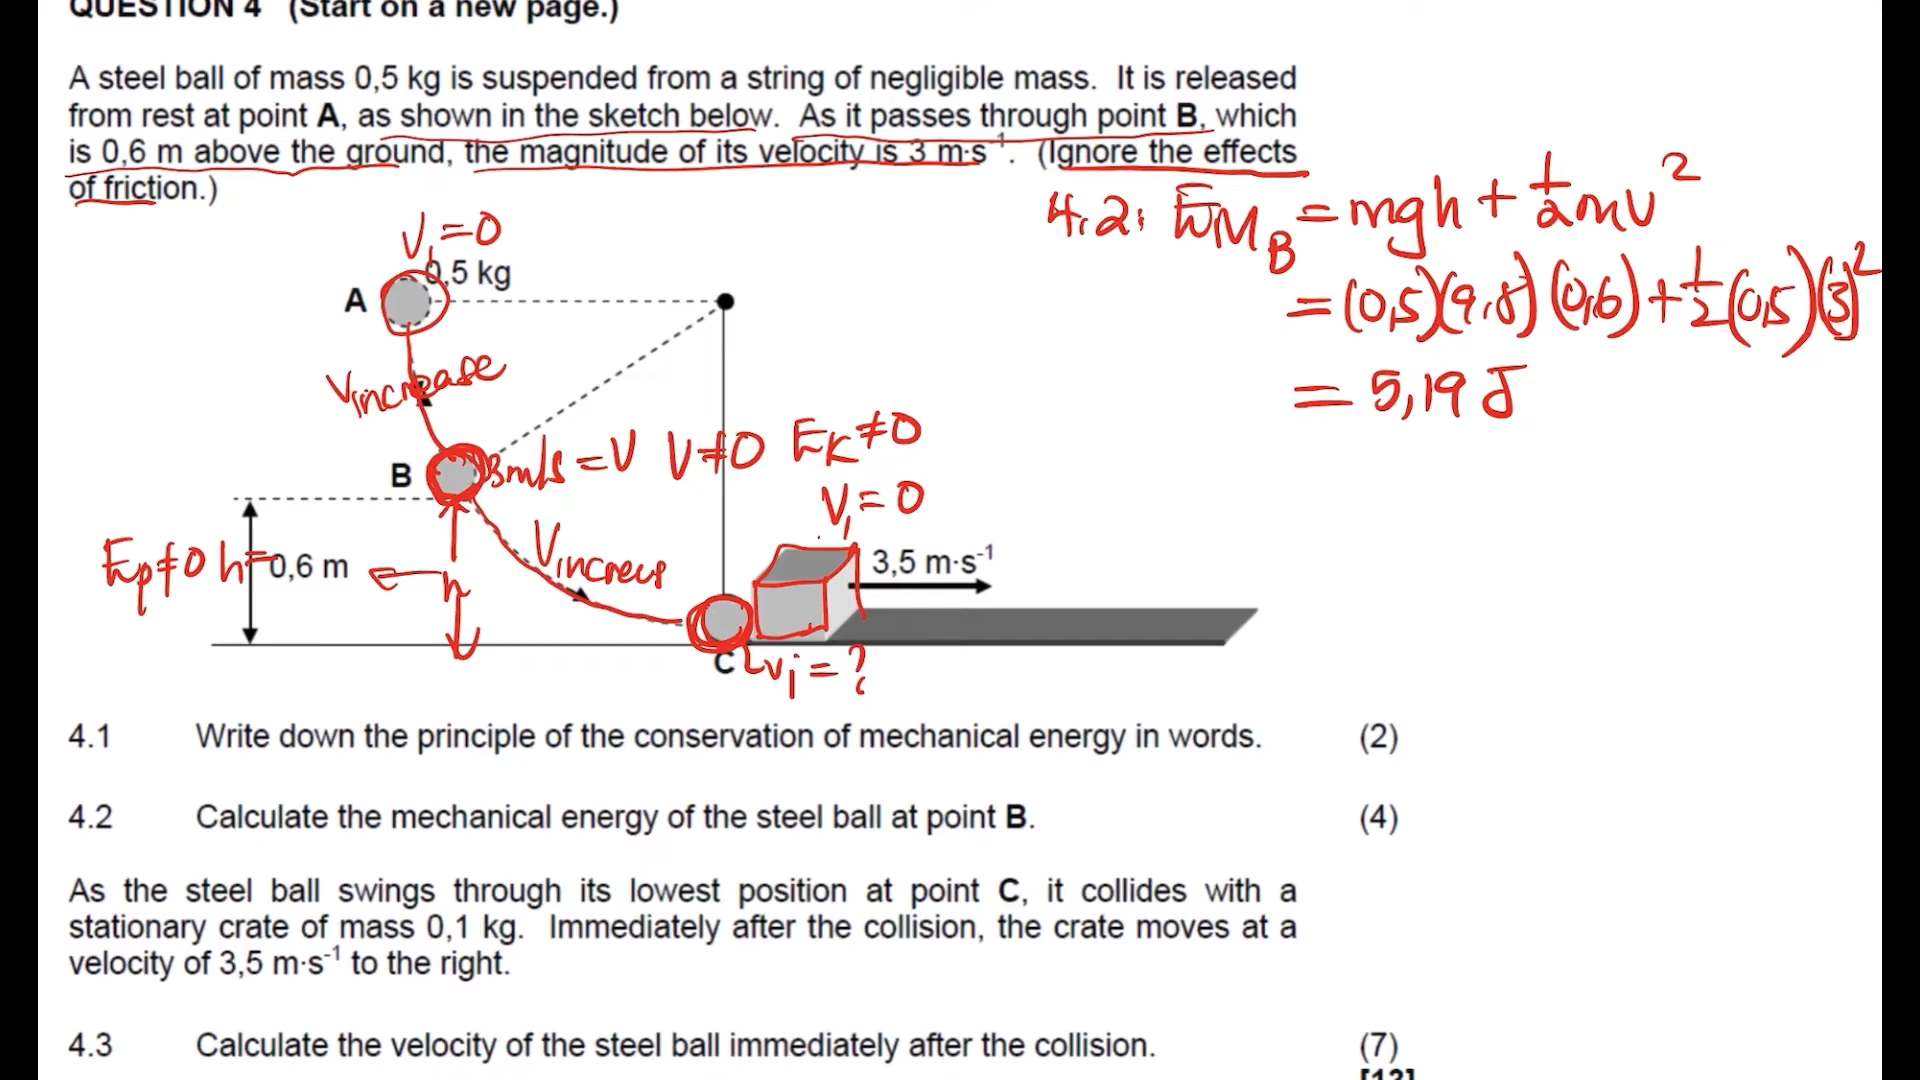 QUESTION 4 (Start on a new page.)
A steel ball of mass 0,5 kg is suspended from a string of negligible mass. It is released
from rest at point A, as shown in the sketch below. As it passes through point B, which
is 0,6 m above the ground, the magnitude of its velocity is 3 m·s⁻¹. (Ignore the effects
of friction.)
4.2: EM_B = mgh + 1/2 mv²
= (0,5)(9,8)(0,6) + 1/2 (0,5)(3)²
= 5,19 J
V₁ = 0
0,5 kg
A
Vincrease
B
3m/s = V V ≠ 0 EK ≠ 0
V₁ = 0
3,5 m·s⁻¹
Ep ≠ 0 h = 0,6 m
h
Vincreas
C
vi = ?
4.1 Write down the principle of the conservation of mechanical energy in words. (2)
4.2 Calculate the mechanical energy of the steel ball at point B. (4)
As the steel ball swings through its lowest position at point C, it collides with a
stationary crate of mass 0,1 kg. Immediately after the collision, the crate moves at a
velocity of 3,5 m·s⁻¹ to the right.
4.3 Calculate the velocity of the steel ball immediately after the collision. (7)
[13]